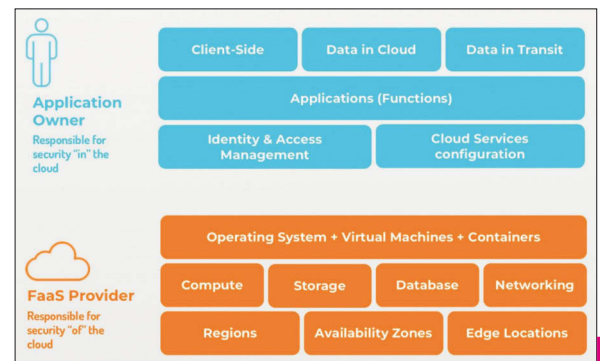 Client-Side
Data in Cloud
Data in Transit
Application
Owner
Responsible for
security "in" the
cloud
Applications (Functions)
Identity & Access
Management
Cloud Services
configuration
Operating System + Virtual Machines + Containers
FaaS Provider
Responsible for
security "of" the
cloud
Compute
Storage
Database
Networking
Regions
Availability Zones
Edge Locations